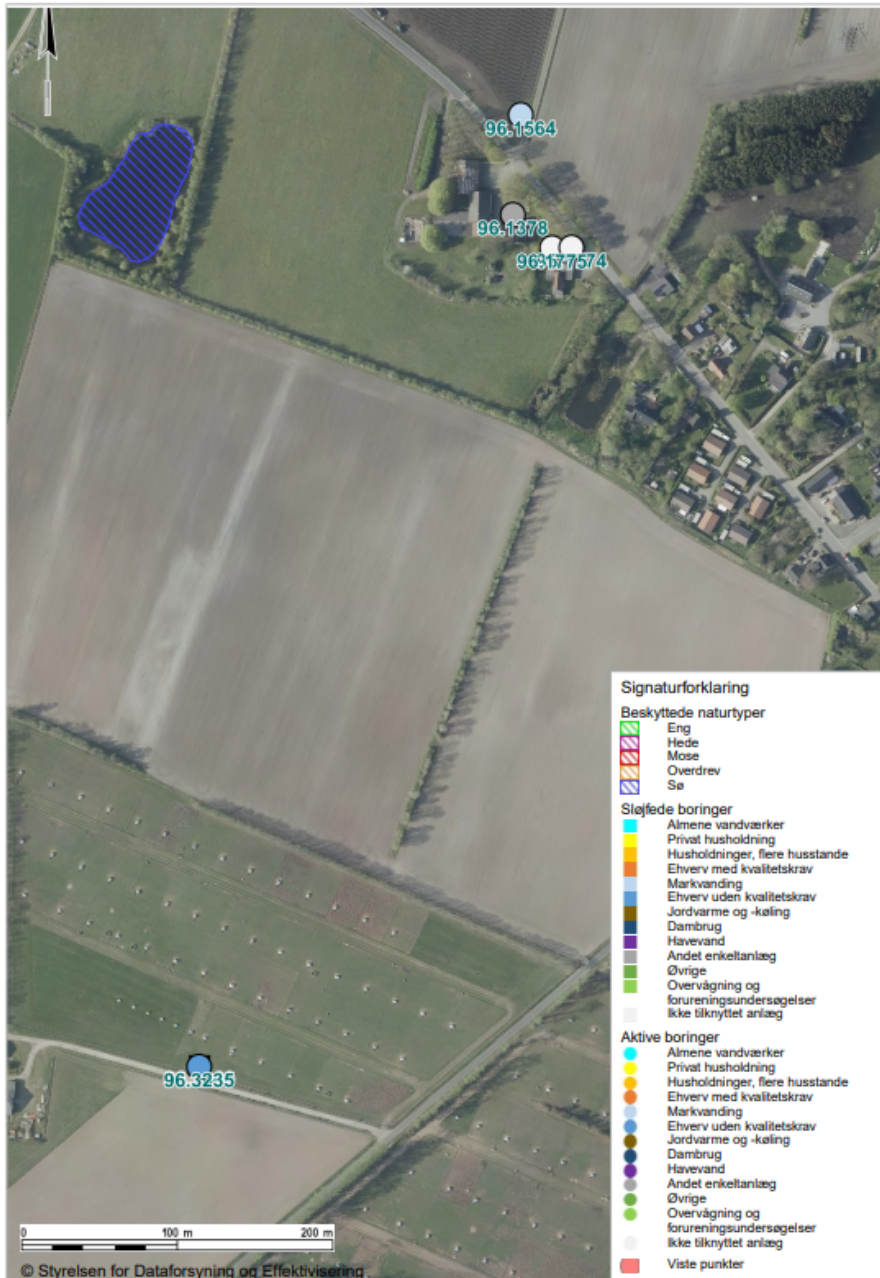 96.1564
96.1378
Signaturforklaring
Beskyttede naturtyper
Eng
Hede
Mose
Overdrev
Sø
Sløjfede boringer
Almene vandværker
Privat husholdning
Husholdninger, flere husstande
Ehverv med kvalitetskrav
Markvanding
Ehverv uden kvalitetskrav
Jordvarme og -køling
Dambrug
Havevand
Andet enkeltanlæg
Øvrige
Overvågning og
forureningsundersøgelser
Ikke tilknyttet anlæg
Aktive boringer
Almene vandværker
Privat husholdning
Husholdninger, flere husstande
Ehverv med kvalitetskrav
Markvanding
Ehverv uden kvalitetskrav
Jordvarme og -køling
Dambrug
Havevand
Andet enkeltanlæg
Øvrige
Overvågning og
forureningsundersøgelser
Ikke tilknyttet anlæg
Viste punkter
96.3235
0 100 m 200 m
© Styrelsen for Dataforsyning og Effektivisering